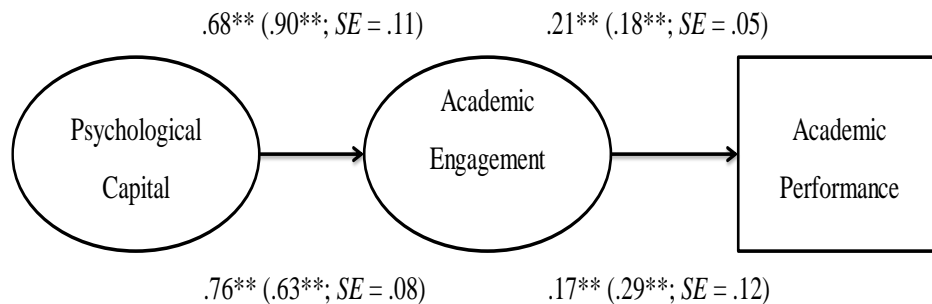 .68** (.90**; SE = .11)
.21** (.18**; SE = .05)
Psychological
Capital
Academic
Engagement
Academic
Performance
.76** (.63**; SE = .08)
.17** (.29**; SE = .12)